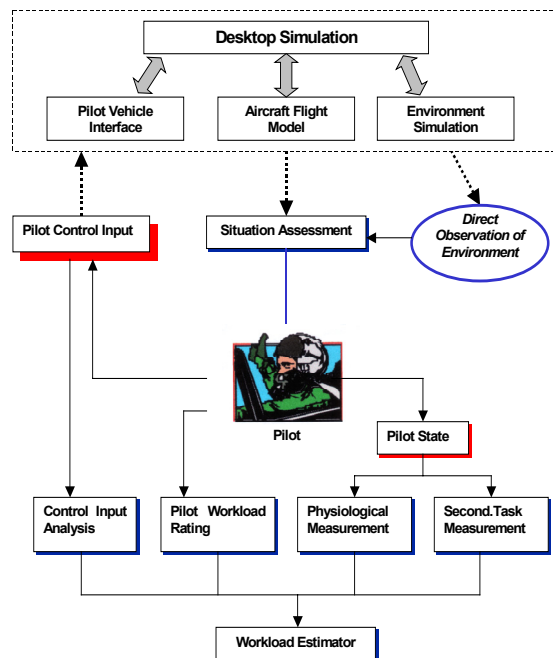 Desktop Simulation
Pilot Vehicle
Interface
Aircraft Flight
Model
Environment
Simulation
Pilot Control Input
Situation Assessment
Direct
Observation of
Environment
Pilot
Pilot State
Control Input
Analysis
Pilot Workload
Rating
Physiological
Measurement
Second.Task
Measurement
Workload Estimator